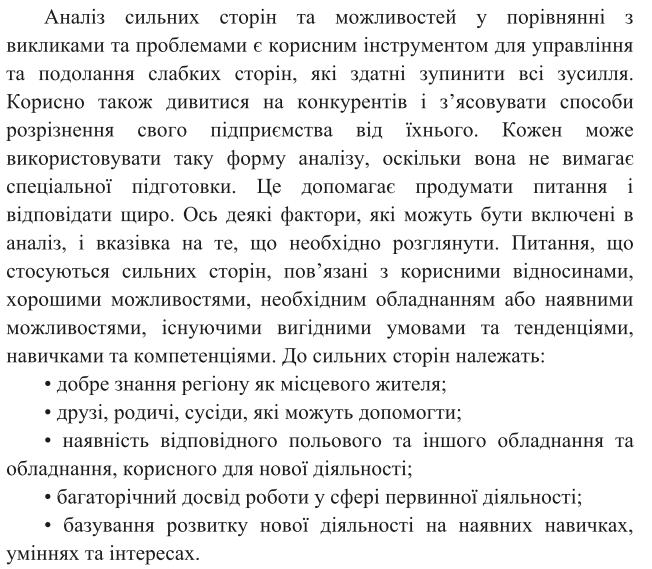 Аналіз сильних сторін та можливостей у порівнянні з
викликами та проблемами є корисним інструментом для управління
та подолання слабких сторін, які здатні зупинити всі зусилля.
Корисно також дивитися на конкурентів і з’ясовувати способи
розрізнення свого підприємства від їхнього. Кожен може
використовувати таку форму аналізу, оскільки вона не вимагає
спеціальної підготовки. Це допомагає продумати питання і
відповідати щиро. Ось деякі фактори, які можуть бути включені в
аналіз, і вказівка на те, що необхідно розглянути. Питання, що
стосуються сильних сторін, пов’язані з корисними відносинами,
хорошими можливостями, необхідним обладнанням або наявними
можливостями, існуючими вигідними умовами та тенденціями,
навичками та компетенціями. До сильних сторін належать:
• добре знання регіону як місцевого жителя;
• друзі, родичі, сусіди, які можуть допомогти;
• наявність відповідного польового та іншого обладнання та
обладнання, корисного для нової діяльності;
• багаторічний досвід роботи у сфері первинної діяльності;
• базування розвитку нової діяльності на наявних навичках,
уміннях та інтересах.